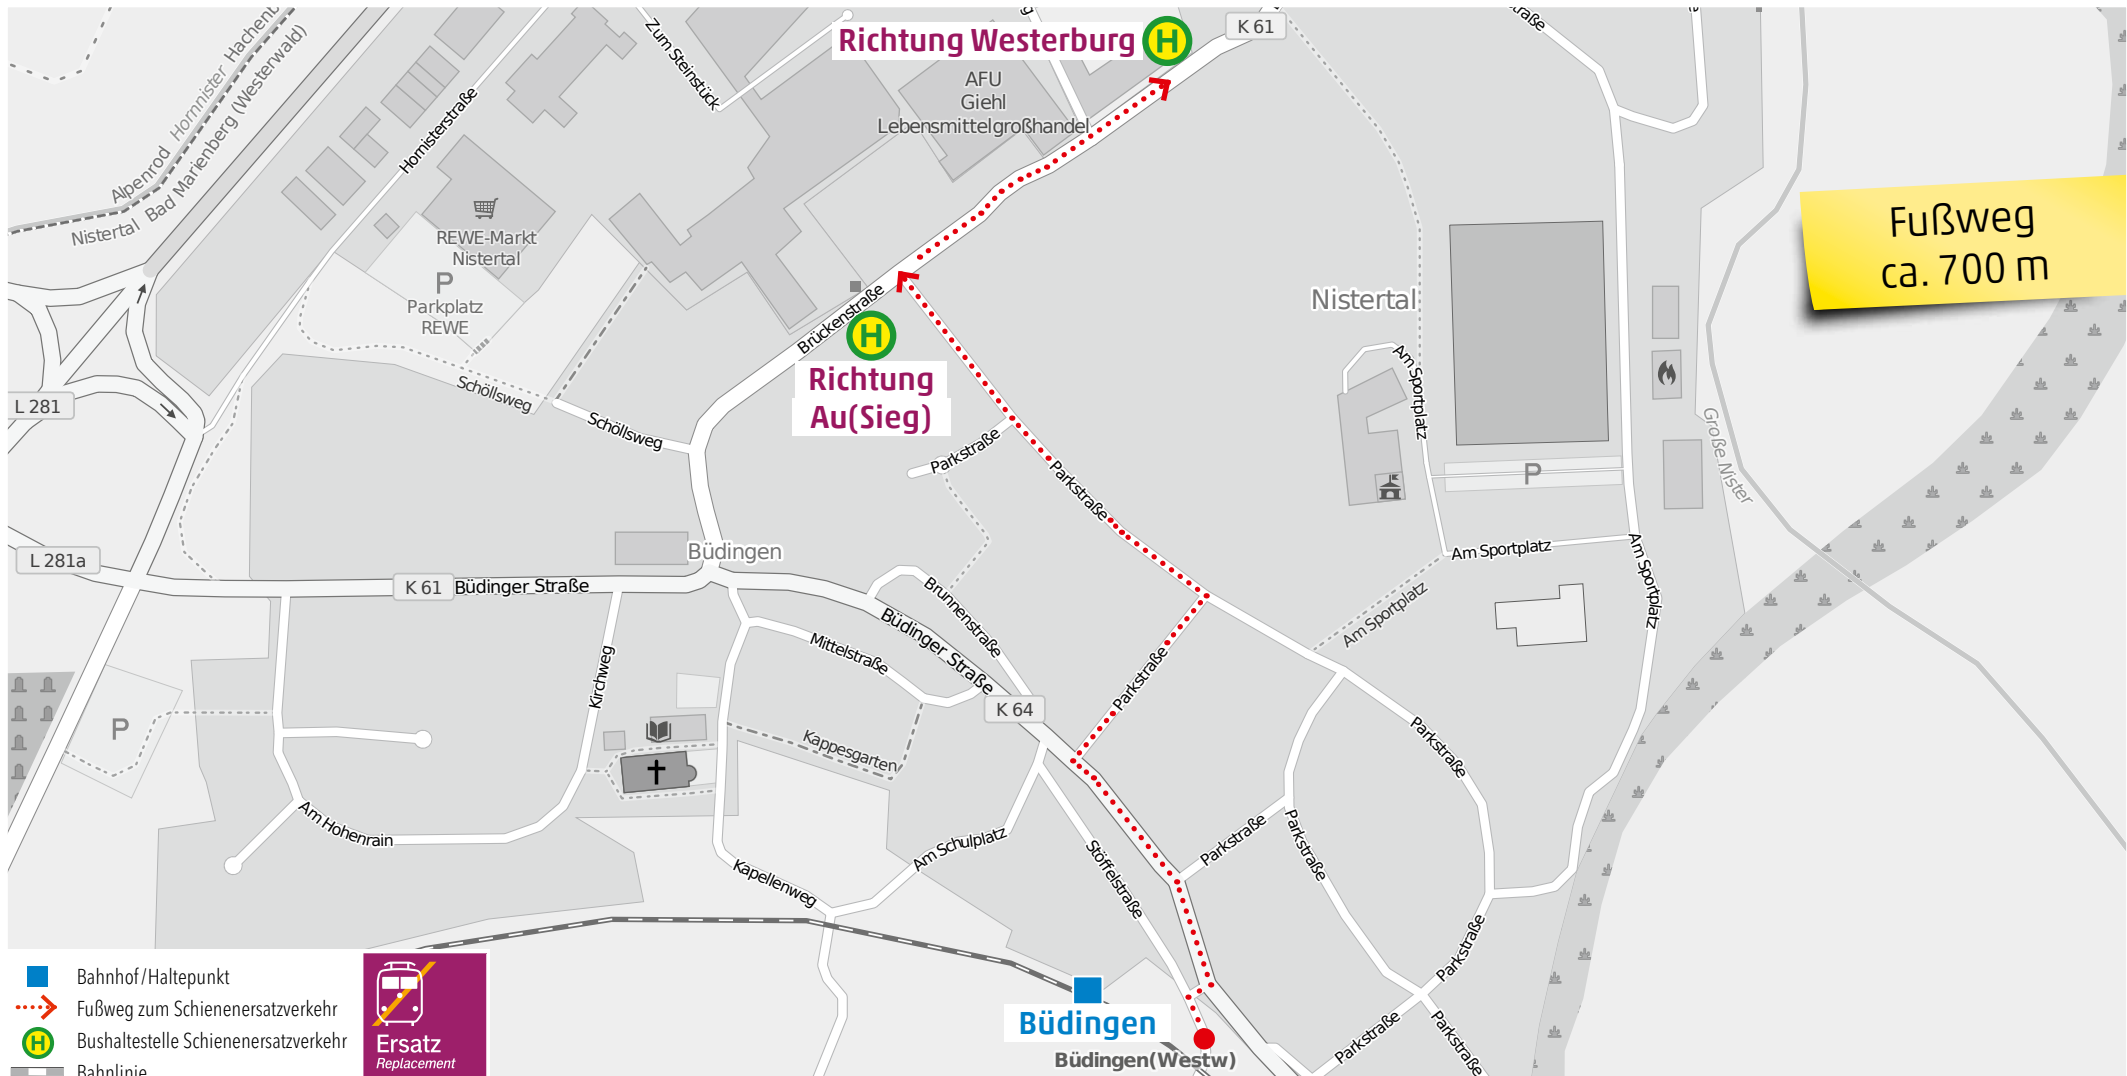 Richtung Westerburg
H
K 61
Zum Steinstück
AFU
Giehl
Lebensmittelgroßhandel
Alpenrod
Hornister
Nistertal
Bad Marienberg (Westerwald)
Hornisterstraße
REWE-Markt
Nistertal
P
Parkplatz
REWE
Fußweg
ca. 700 m
Nistertal
Brückenstraße
H
Richtung
Au(Sieg)
L 281
Schöllsweg
Schöllsweg
Parkstraße
Parkstraße
Am Sportplatz
P
Große Nister
L 281a
Büdingen
K 61
Büdinger Straße
Am Sportplatz
Am Sportplatz
Am Sportplatz
Brunnenstraße
Büdinger Straße
Mittelstraße
Kirchweg
Parkstraße
K 64
P
Kappesgarten
Parkstraße
Am Hohenrain
Parkstraße
Parkstraße
Am Schulplatz
Stöffelstraße
Kapellenweg
Parkstraße
Parkstraße
Parkstraße
Büdingen
Büdingen(Westw)
Bahnhof/Haltepunkt
Fußweg zum Schienenersatzverkehr
H
Bushaltestelle Schienenersatzverkehr
Bahnlinie
Ersatz
Replacement